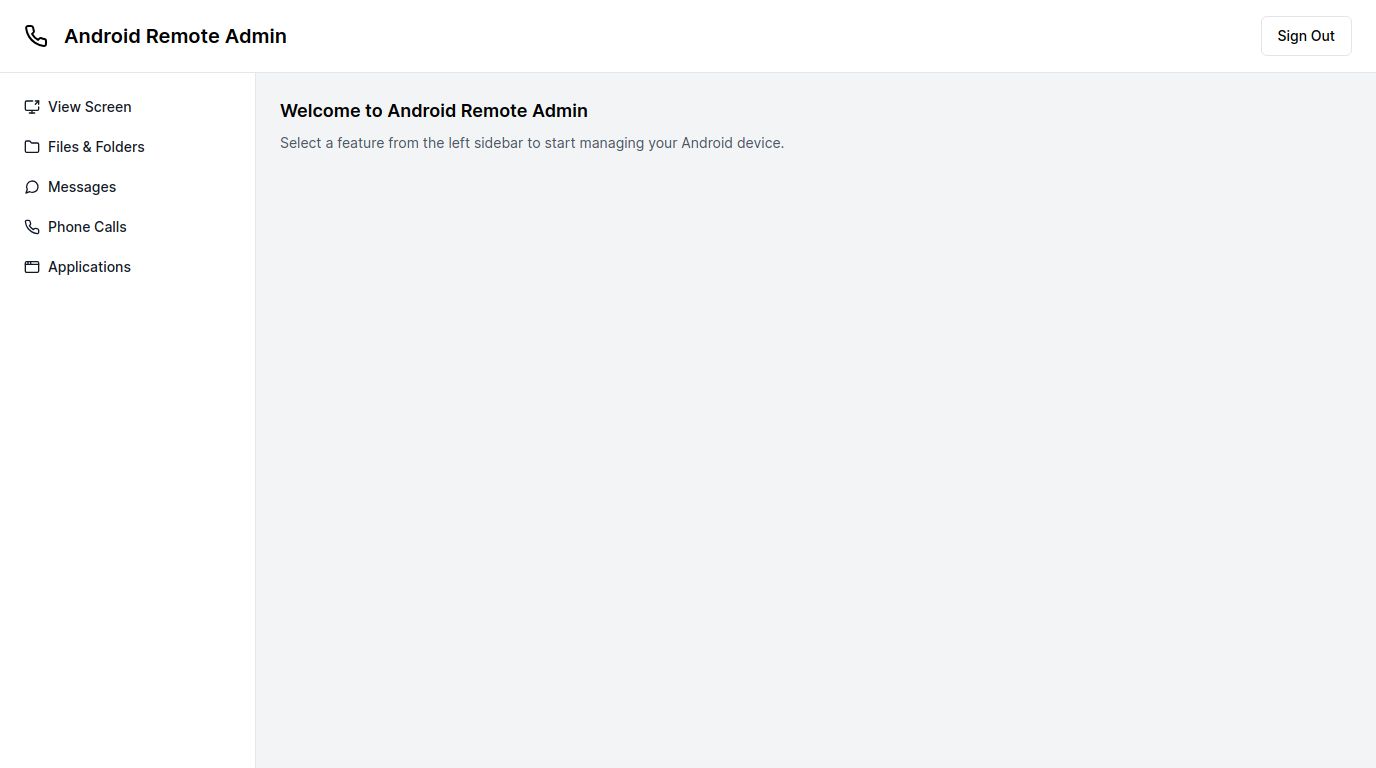 Android Remote Admin
Sign Out
View Screen
Files & Folders
Messages
Phone Calls
Applications
Welcome to Android Remote Admin
Select a feature from the left sidebar to start managing your Android device.